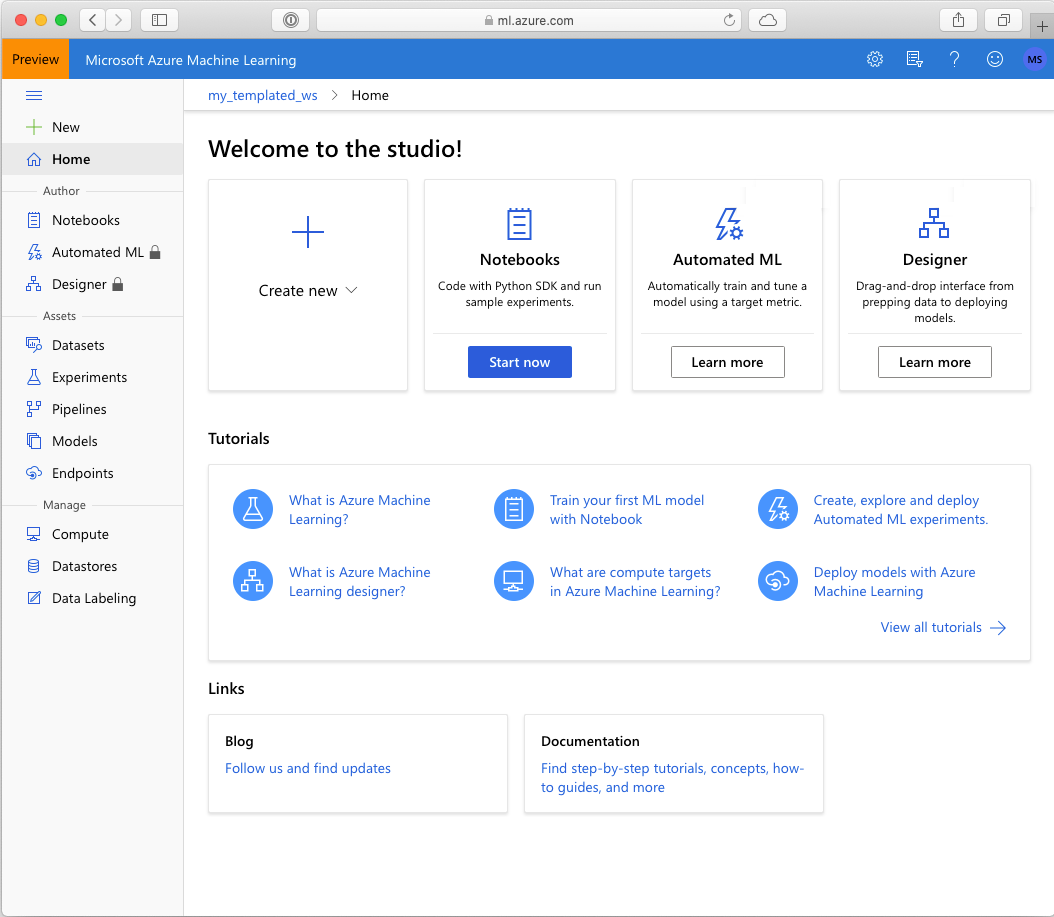 ml.azure.com
Preview
Microsoft Azure Machine Learning
?
MS
my_templated_ws > Home
New
Home
Author
Notebooks
Automated ML
Designer
Assets
Datasets
Experiments
Pipelines
Models
Endpoints
Manage
Compute
Datastores
Data Labeling
Welcome to the studio!
Create new
Notebooks
Code with Python SDK and run
sample experiments.
Start now
Automated ML
Automatically train and tune a
model using a target metric.
Learn more
Designer
Drag-and-drop interface from
prepping data to deploying
models.
Learn more
Tutorials
What is Azure Machine
Learning?
Train your first ML model
with Notebook
Create, explore and deploy
Automated ML experiments.
What is Azure Machine
Learning designer?
What are compute targets
in Azure Machine Learning?
Deploy models with Azure
Machine Learning
View all tutorials
Links
Blog
Follow us and find updates
Documentation
Find step-by-step tutorials, concepts, how-
to guides, and more